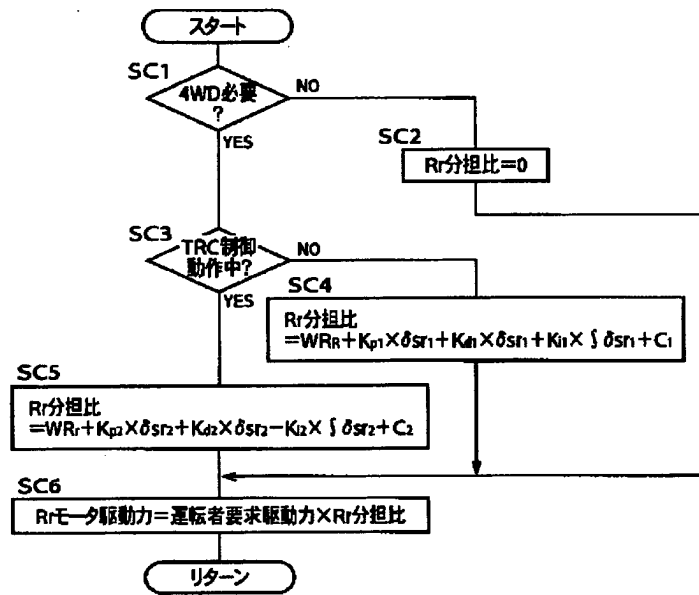 スタート
SC1
4WD必要
?
NO
YES
SC2
Rr分担比=0
SC3
TRC制御
動作中?
NO
YES
SC4
Rr分担比
=WRR+Kp1×δsr1+Kd1×δsr1+Ki1×∫δsr1+C1
SC5
Rr分担比
=WRr+Kp2×δsr2+Kd2×δsr2−Ki2×∫δsr2+C2
SC6
Rrモータ駆動力=運転者要求駆動力×Rr分担比
リターン